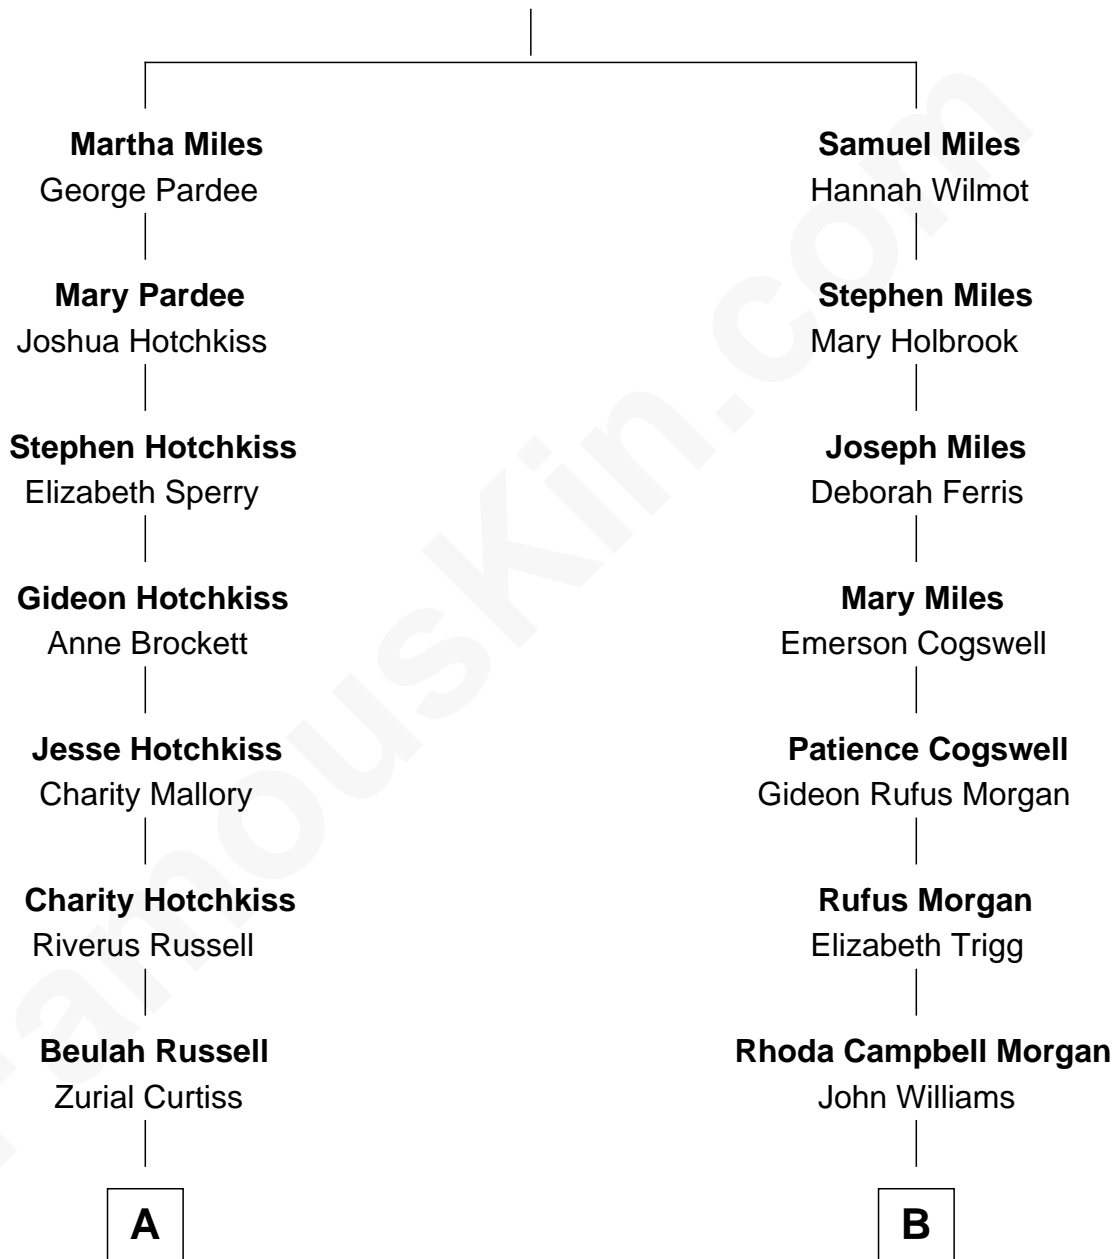 Martha Miles
George Pardee
Mary Pardee
Joshua Hotchkiss
Stephen Hotchkiss
Elizabeth Sperry
Gideon Hotchkiss
Anne Brockett
Jesse Hotchkiss
Charity Mallory
Charity Hotchkiss
Riverus Russell
Beulah Russell
Zurial Curtiss
A
Samuel Miles
Hannah Wilmot
Stephen Miles
Mary Holbrook
Joseph Miles
Deborah Ferris
Mary Miles
Emerson Cogswell
Patience Cogswell
Gideon Rufus Morgan
Rufus Morgan
Elizabeth Trigg
Rhoda Campbell Morgan
John Williams
B
FamousKin.com